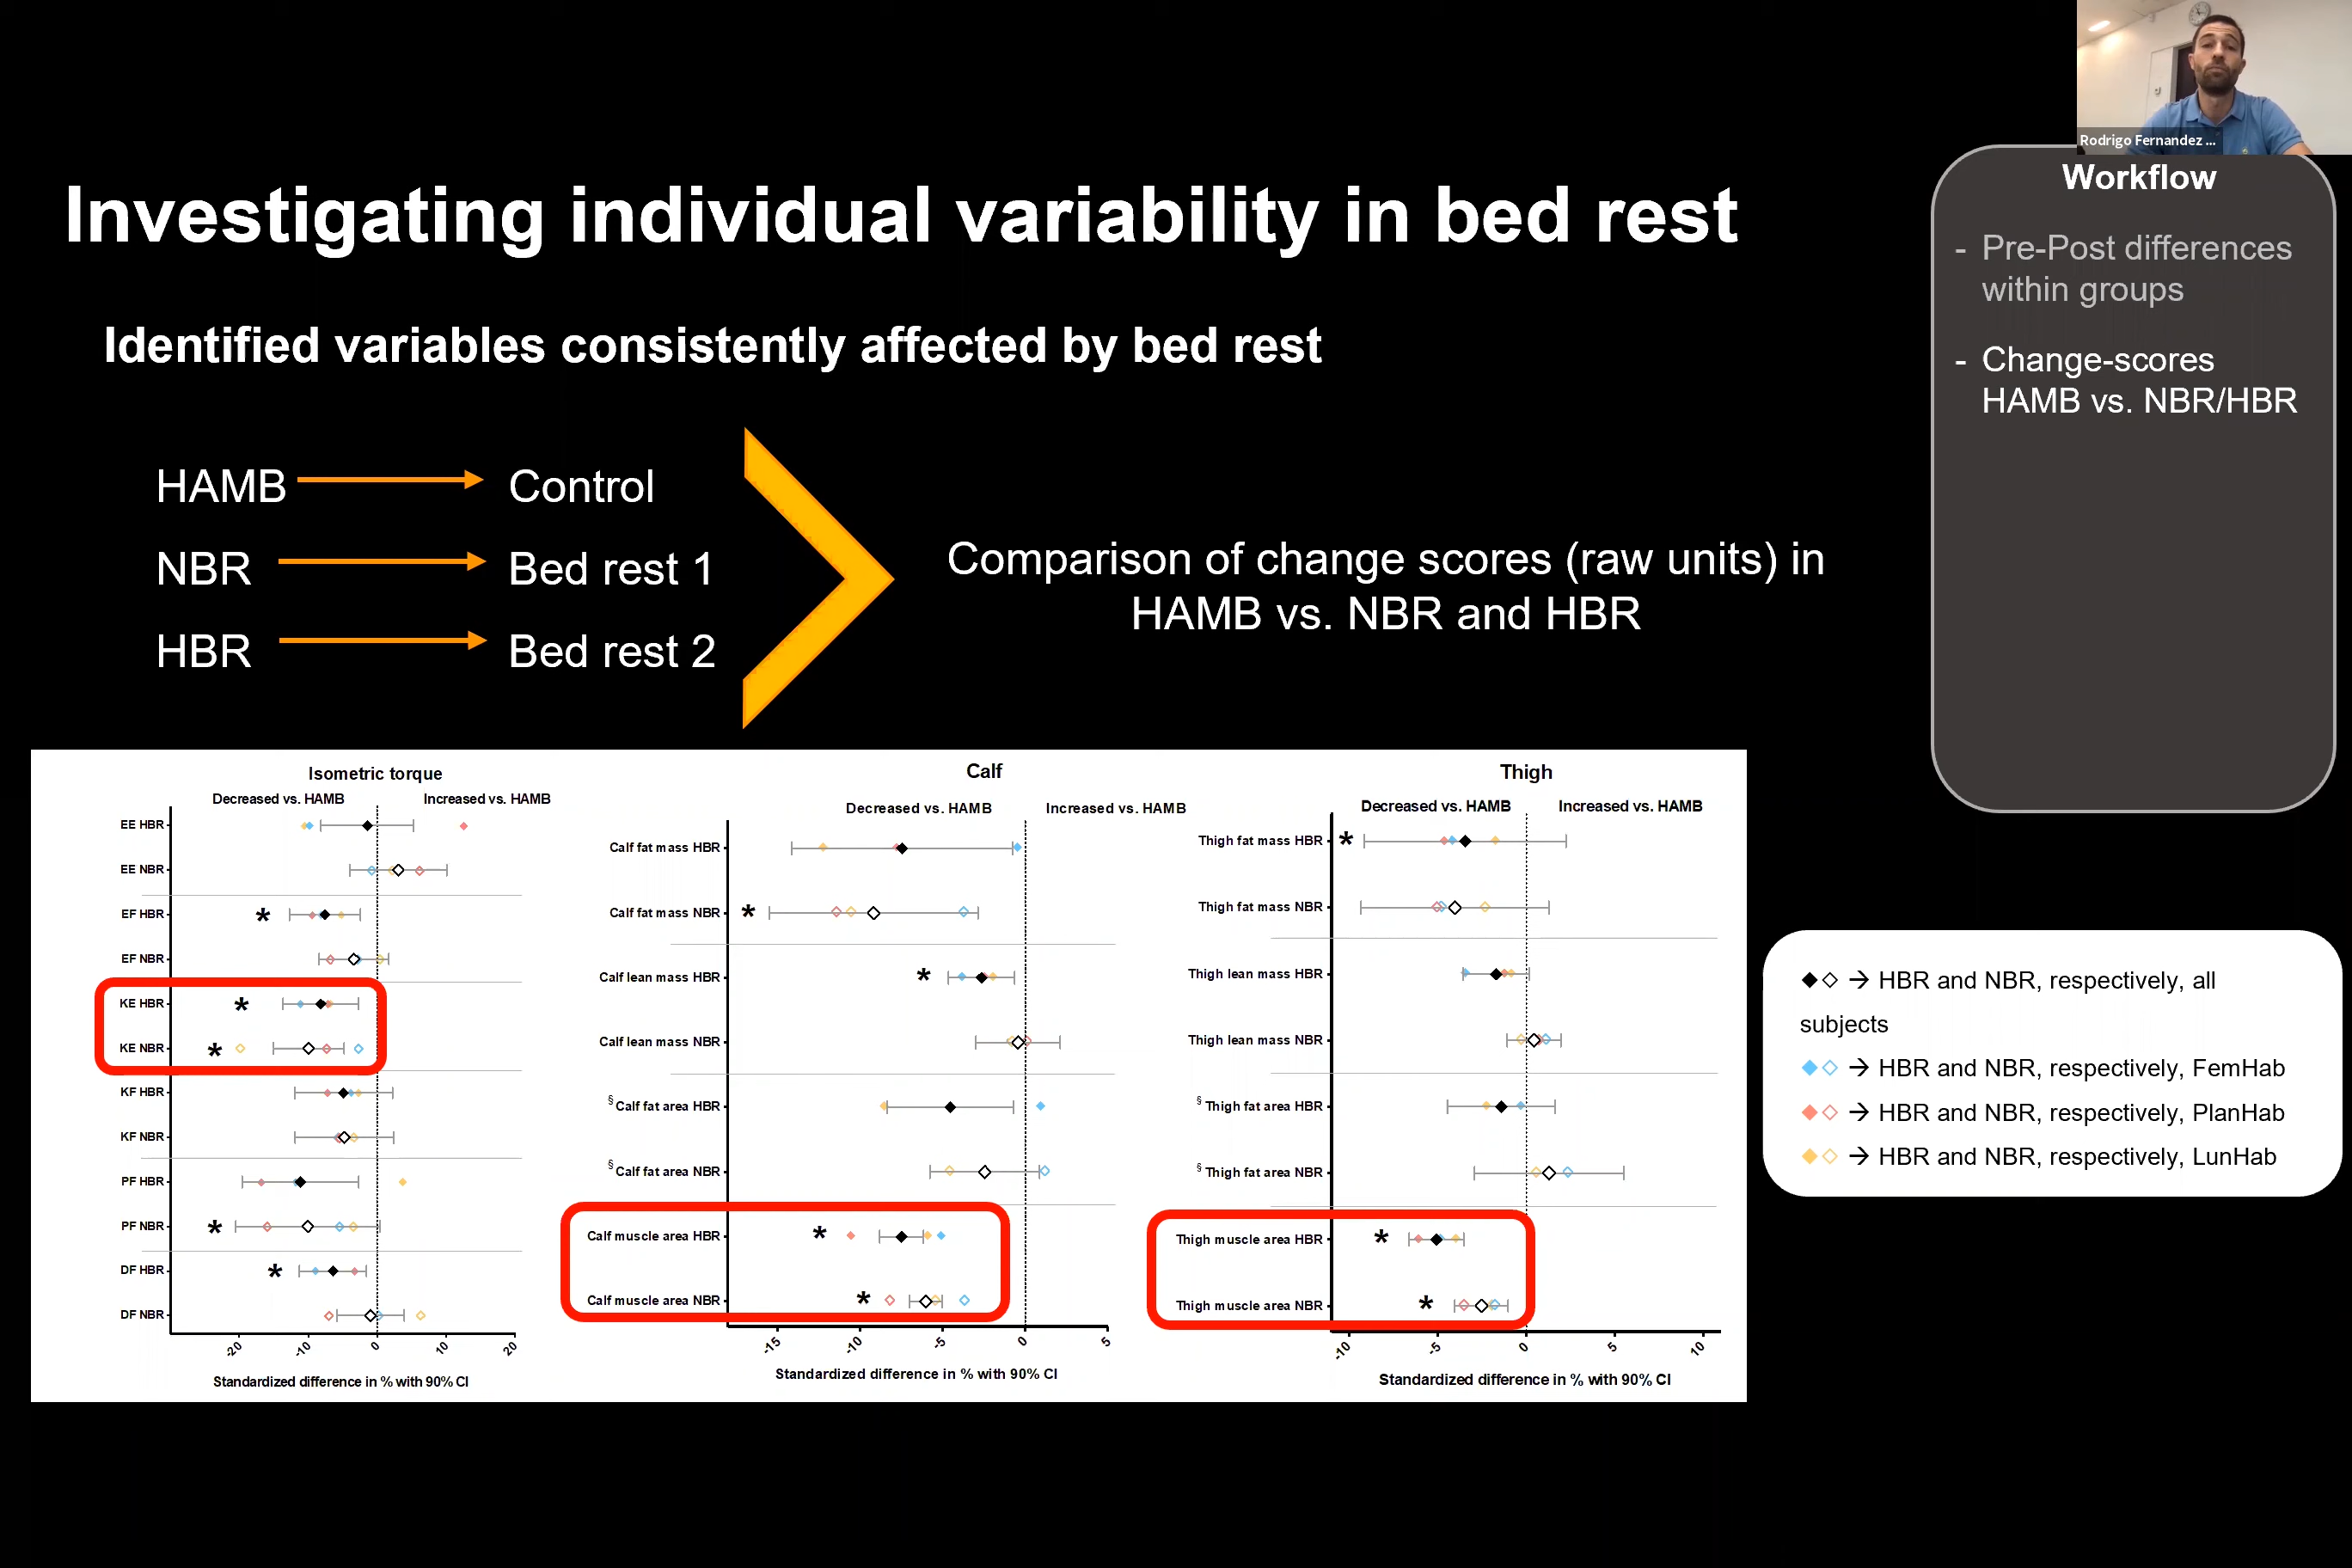 Rodrigo Fernandez ...
Investigating individual variability in bed rest
Identified variables consistently affected by bed rest
HAMB
Control
NBR
Bed rest 1
HBR
Bed rest 2
Comparison of change scores (raw units) in
HAMB vs. NBR and HBR
Workflow
- Pre-Post differences
within groups
- Change-scores
HAMB vs. NBR/HBR
Isometric torque
Decreased vs. HAMB
Increased vs. HAMB
EE HBR
EE NBR
EF HBR *
EF NBR
KE HBR *
KE NBR *
KF HBR
KF NBR
PF HBR
PF NBR *
DF HBR *
DF NBR
-20 -10 0 10 20
Standardized difference in % with 90% CI
Calf
Decreased vs. HAMB
Increased vs. HAMB
Calf fat mass HBR
Calf fat mass NBR *
Calf lean mass HBR *
Calf lean mass NBR
§ Calf fat area HBR
§ Calf fat area NBR
Calf muscle area HBR *
Calf muscle area NBR *
-15 -10 -5 0 5
Standardized difference in % with 90% CI
Thigh
Decreased vs. HAMB
Increased vs. HAMB
Thigh fat mass HBR *
Thigh fat mass NBR
Thigh lean mass HBR
Thigh lean mass NBR
§ Thigh fat area HBR
§ Thigh fat area NBR
Thigh muscle area HBR *
Thigh muscle area NBR *
-10 -5 0 5 10
Standardized difference in % with 90% CI
→ HBR and NBR, respectively, all
subjects
→ HBR and NBR, respectively, FemHab
→ HBR and NBR, respectively, PlanHab
→ HBR and NBR, respectively, LunHab